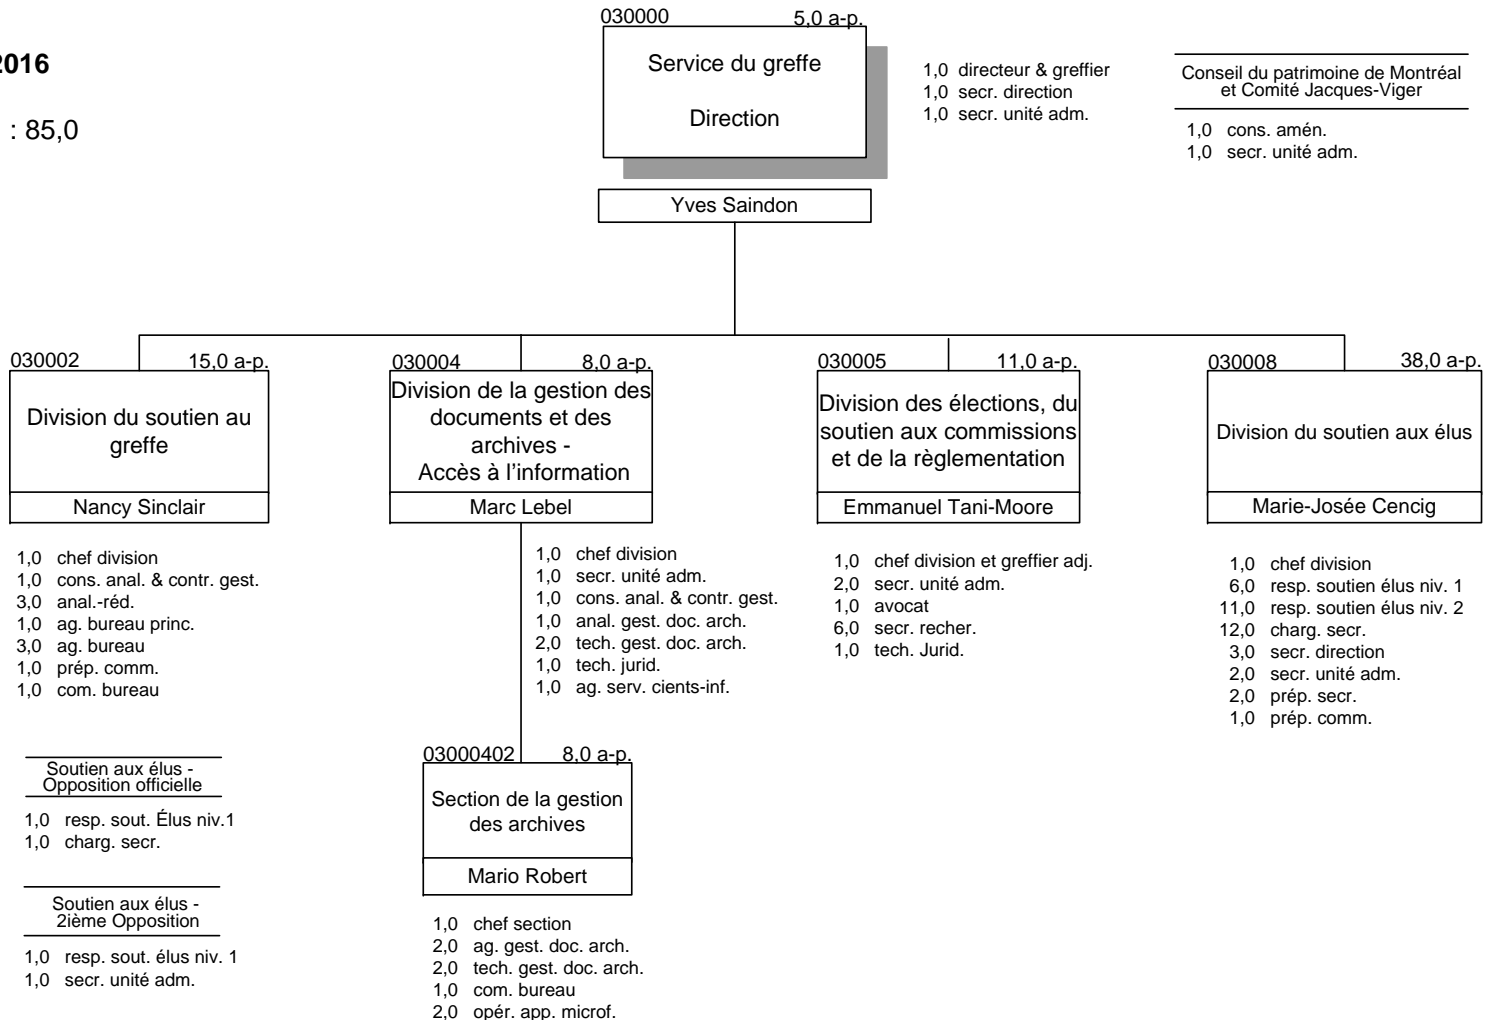 2016
: 85,0
030000 5,0 a-p.
Service du greffe
Direction
Yves Saindon
1,0 directeur & greffier
1,0 secr. direction
1,0 secr. unité adm.
Conseil du patrimoine de Montréal
et Comité Jacques-Viger
1,0 cons. amén.
1,0 secr. unité adm.
030002 15,0 a-p.
Division du soutien au
greffe
Nancy Sinclair
1,0 chef division
1,0 cons. anal. & contr. gest.
3,0 anal.-réd.
1,0 ag. bureau princ.
3,0 ag. bureau
1,0 prép. comm.
1,0 com. bureau
Soutien aux élus -
Opposition officielle
1,0 resp. sout. Élus niv.1
1,0 charg. secr.
Soutien aux élus -
2ième Opposition
1,0 resp. sout. élus niv. 1
1,0 secr. unité adm.
030004 8,0 a-p.
Division de la gestion des
documents et des
archives -
Accès à l'information
Marc Lebel
1,0 chef division
1,0 secr. unité adm.
1,0 cons. anal. & contr. gest.
1,0 anal. gest. doc. arch.
2,0 tech. gest. doc. arch.
1,0 tech. jurid.
1,0 ag. serv. cients-inf.
03000402 8,0 a-p.
Section de la gestion
des archives
Mario Robert
1,0 chef section
2,0 ag. gest. doc. arch.
2,0 tech. gest. doc. arch.
1,0 com. bureau
2,0 opér. app. microf.
030005 11,0 a-p.
Division des élections, du
soutien aux commissions
et de la règlementation
Emmanuel Tani-Moore
1,0 chef division et greffier adj.
2,0 secr. unité adm.
1,0 avocat
6,0 secr. recher.
1,0 tech. Jurid.
030008 38,0 a-p.
Division du soutien aux élus
Marie-Josée Cencig
1,0 chef division
6,0 resp. soutien élus niv. 1
11,0 resp. soutien élus niv. 2
12,0 charg. secr.
3,0 secr. direction
2,0 secr. unité adm.
2,0 prép. secr.
1,0 prép. comm.